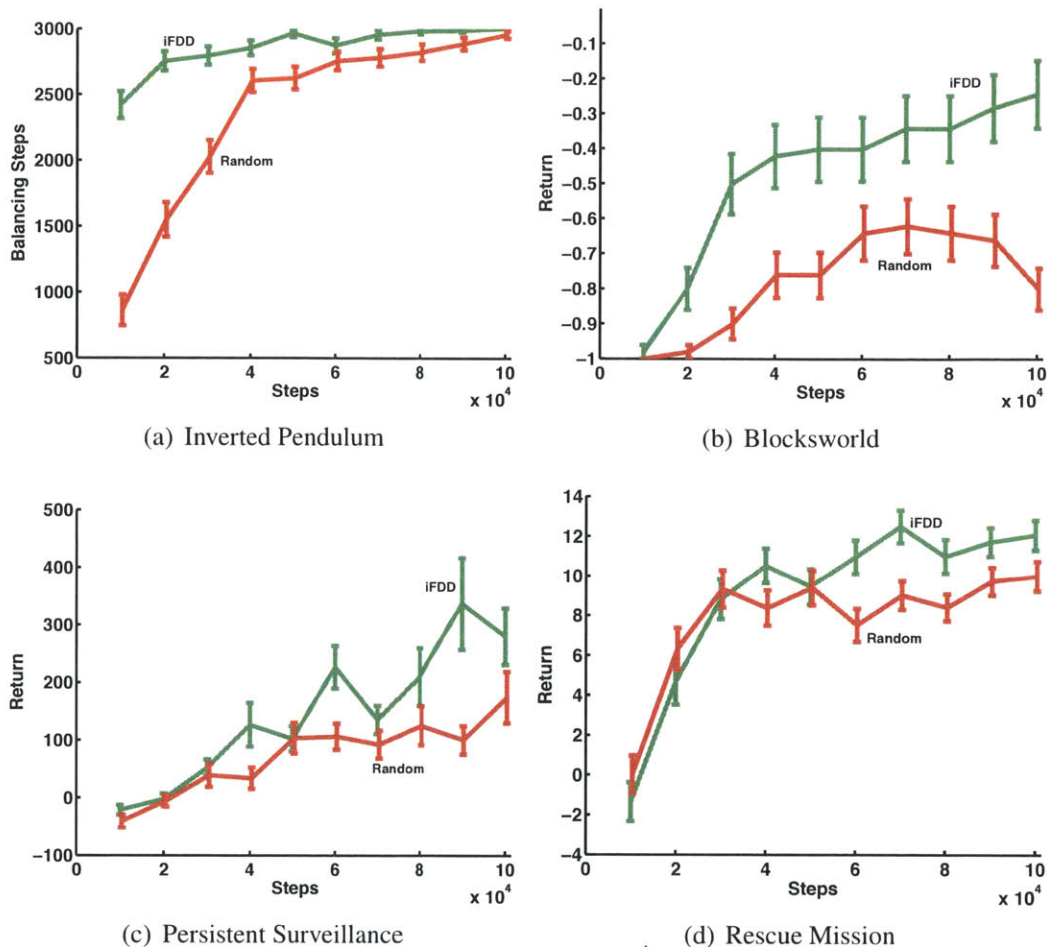 3000
2500
2000
1500
1000
500
Balancing Steps
iFDD
Random
0 2 4 6 8 10
Steps
x 10^4
(a) Inverted Pendulum
−0.1
−0.2
−0.3
−0.4
−0.5
−0.6
−0.7
−0.8
−0.9
−1
Return
iFDD
Random
0 2 4 6 8 10
Steps
x 10^4
(b) Blocksworld
500
400
300
200
100
0
−100
Return
iFDD
Random
0 2 4 6 8 10
Steps
x 10^4
(c) Persistent Surveillance
14
12
10
8
6
4
2
0
−2
−4
Return
iFDD
Random
0 2 4 6 8 10
Steps
x 10^4
(d) Rescue Mission